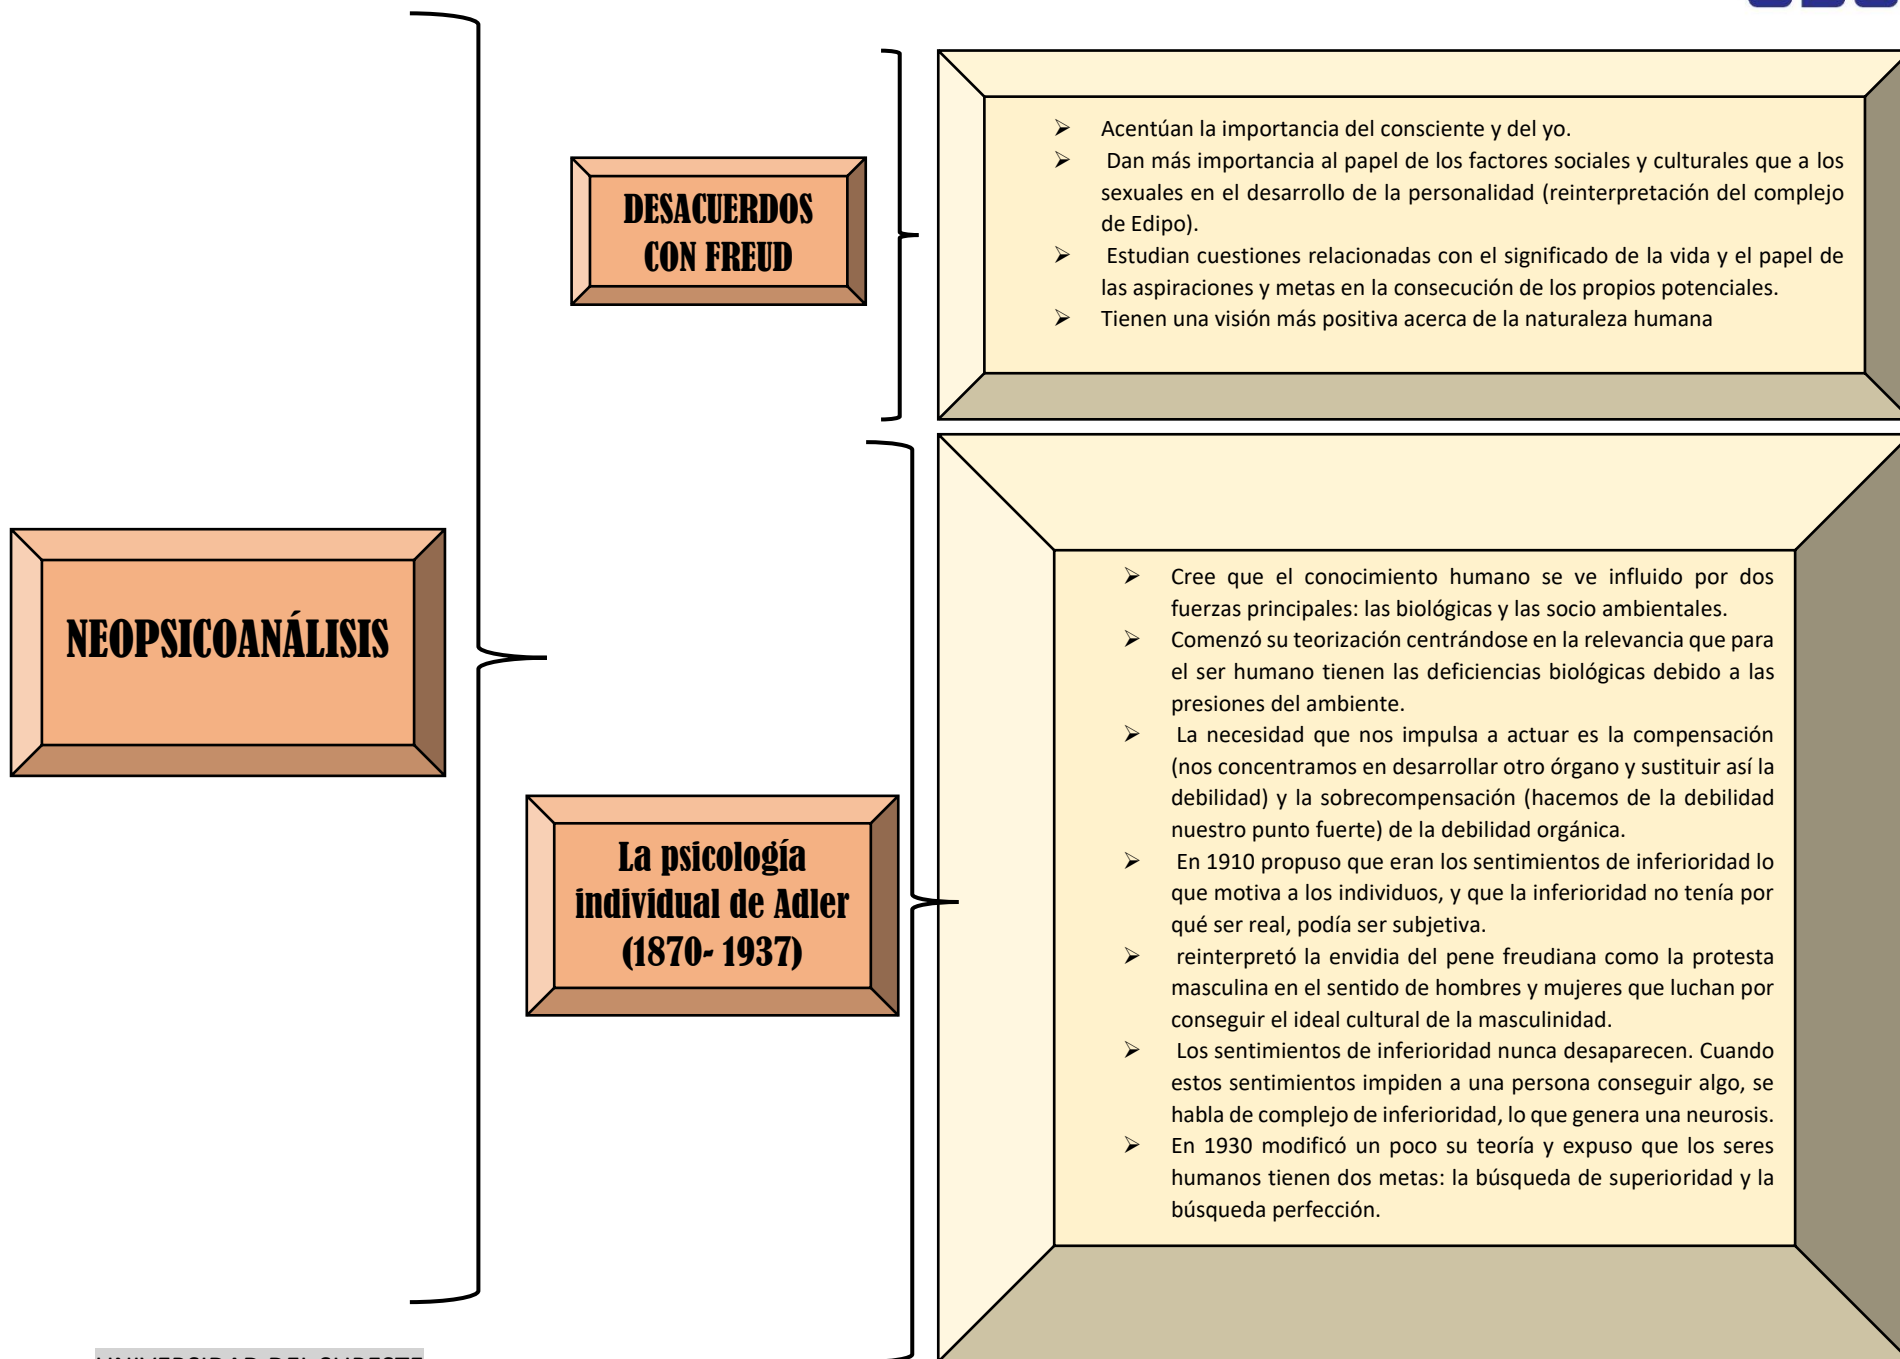 NEOPSICOANÁLISIS
DESACUERDOS
CON FREUD
➢ Acentúan la importancia del consciente y del yo.
➢ Dan más importancia al papel de los factores sociales y culturales que a los
sexuales en el desarrollo de la personalidad (reinterpretación del complejo
de Edipo).
➢ Estudian cuestiones relacionadas con el significado de la vida y el papel de
las aspiraciones y metas en la consecución de los propios potenciales.
➢ Tienen una visión más positiva acerca de la naturaleza humana
La psicología
individual de Adler
(1870- 1937)
➢ Cree que el conocimiento humano se ve influido por dos
fuerzas principales: las biológicas y las socio ambientales.
➢ Comenzó su teorización centrándose en la relevancia que para
el ser humano tienen las deficiencias biológicas debido a las
presiones del ambiente.
➢ La necesidad que nos impulsa a actuar es la compensación
(nos concentramos en desarrollar otro órgano y sustituir así la
debilidad) y la sobrecompensación (hacemos de la debilidad
nuestro punto fuerte) de la debilidad orgánica.
➢ En 1910 propuso que eran los sentimientos de inferioridad lo
que motiva a los individuos, y que la inferioridad no tenía por
qué ser real, podía ser subjetiva.
➢ reinterpretó la envidia del pene freudiana como la protesta
masculina en el sentido de hombres y mujeres que luchan por
conseguir el ideal cultural de la masculinidad.
➢ Los sentimientos de inferioridad nunca desaparecen. Cuando
estos sentimientos impiden a una persona conseguir algo, se
habla de complejo de inferioridad, lo que genera una neurosis.
➢ En 1930 modificó un poco su teoría y expuso que los seres
humanos tienen dos metas: la búsqueda de superioridad y la
búsqueda perfección.
UNIVERSIDAD DEL SURESTE